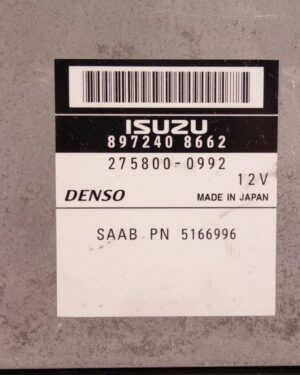 ISUZU
897240 8662
275800-0992
12V
DENSO MADE IN JAPAN
SAAB PN 5166996